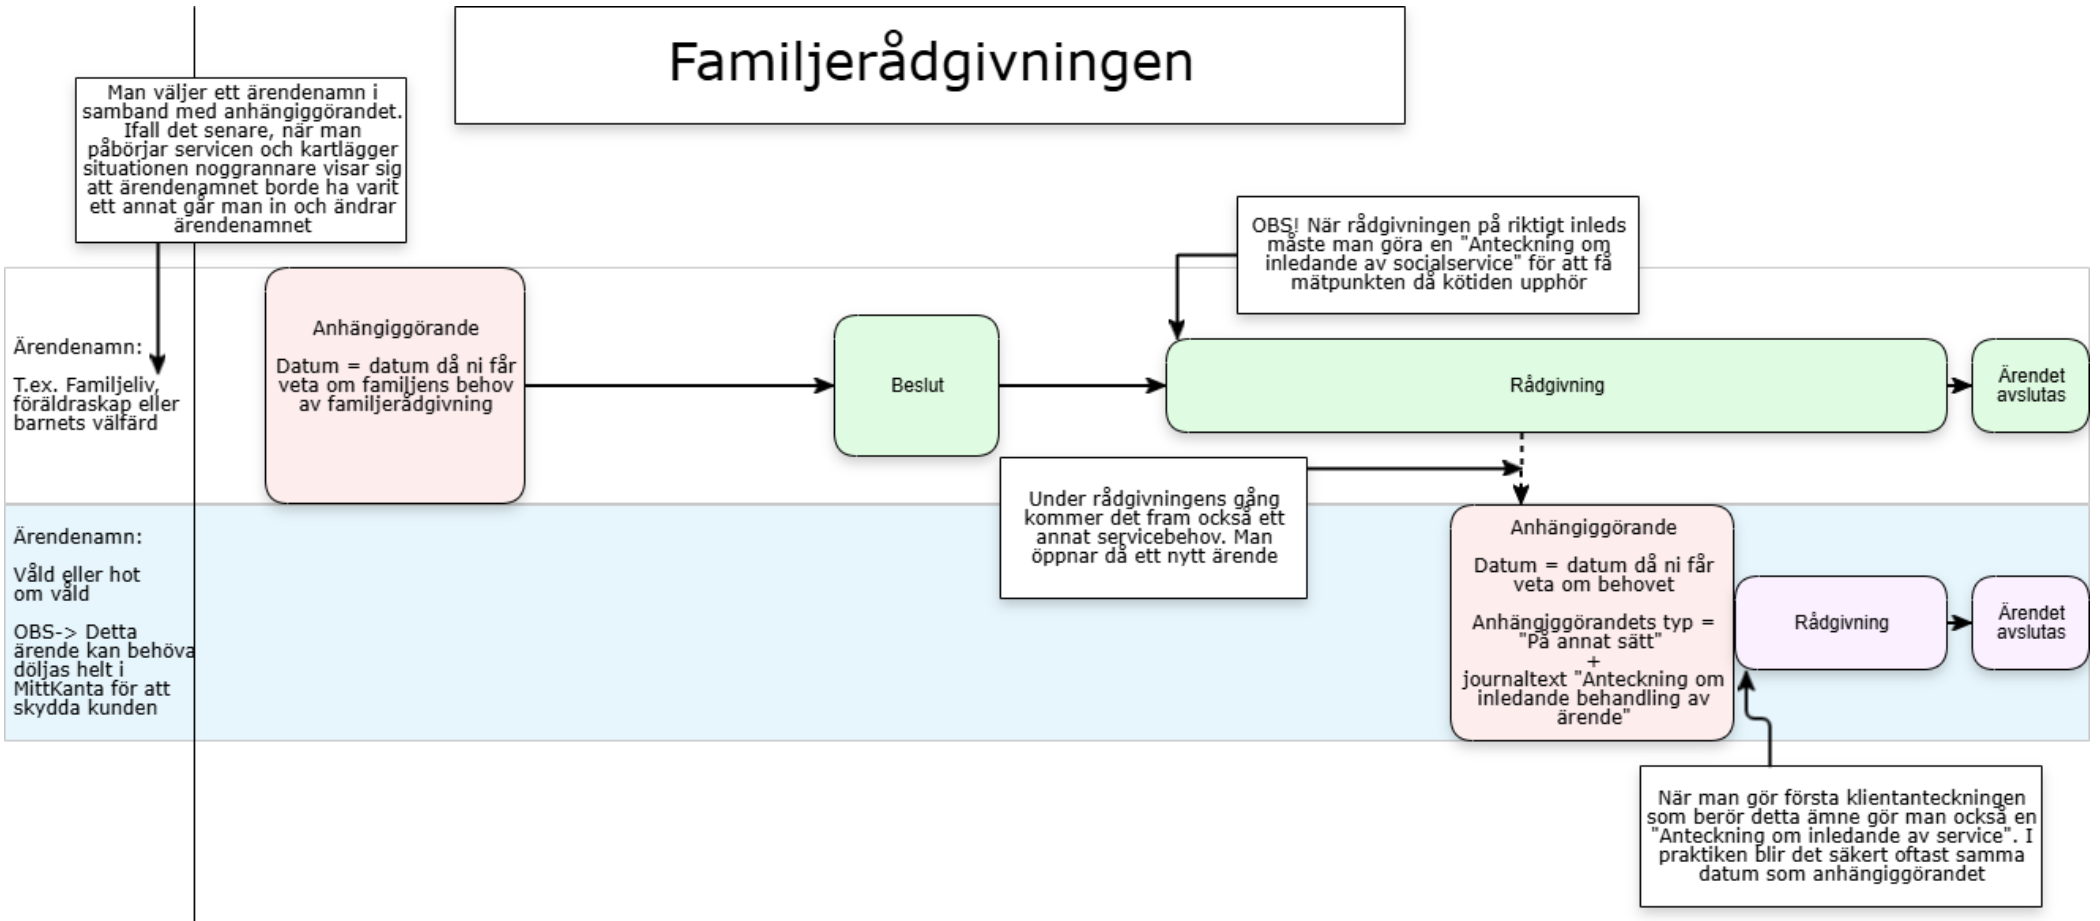 Familjerådgivningen
Man väljer ett ärendenamn i
samband med anhängiggörandet.
Ifall det senare, när man
påbörjar servicen och kartlägger
situationen noggrannare visar sig
att ärendenamnet borde ha varit
ett annat går man in och ändrar
ärendenamnet
OBS! När rådgivningen på riktigt inleds
måste man göra en "Anteckning om
inledande av socialservice" för att få
mätpunkten då kötiden upphör
Ärendenamn:
T.ex. Familjeliv,
föräldraskap eller
barnets välfärd
Anhängiggörande
Datum = datum då ni får
veta om familjens behov
av familjerådgivning
Beslut
Rådgivning
Ärendet
avslutas
Under rådgivningens gång
kommer det fram också ett
annat servicebehov. Man
öppnar då ett nytt ärende
Ärendenamn:
Våld eller hot
om våld
OBS-> Detta
ärende kan behöva
döljas helt i
MittKanta för att
skydda kunden
Anhängiggörande
Datum = datum då ni får
veta om behovet
Anhängiggörandets typ =
"På annat sätt"
+
journaltext "Anteckning om
inledande behandling av
ärende"
Rådgivning
Ärendet
avslutas
När man gör första klientanteckningen
som berör detta ämne gör man också en
"Anteckning om inledande av service". I
praktiken blir det säkert oftast samma
datum som anhängiggörandet